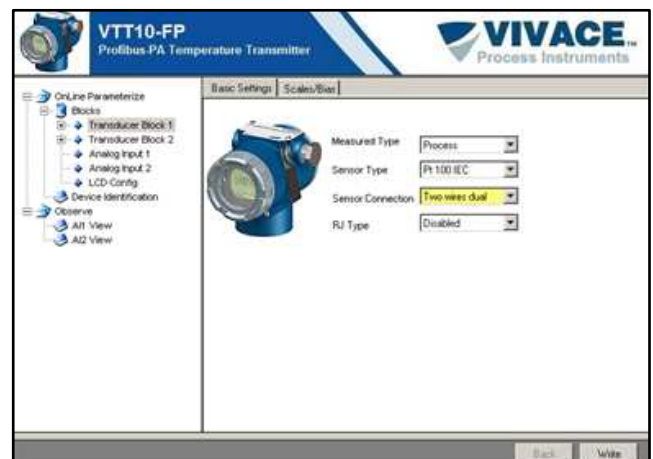 VTT10-FP
Profibus-PA Temperature Transmitter
VIVACE™
Process Instruments
OnLine Parameterize
Blocks
Transducer Block 1
Transducer Block 2
Analog Input 1
Analog Input 2
LCD Config
Device Identification
Observe
AI1 View
AI2 View
Basic Settings
Scales/Bias
Measured Type
Process
Sensor Type
Pt 100 IEC
Sensor Connection
Two wires dual
RJ Type
Disabled
Back
Write